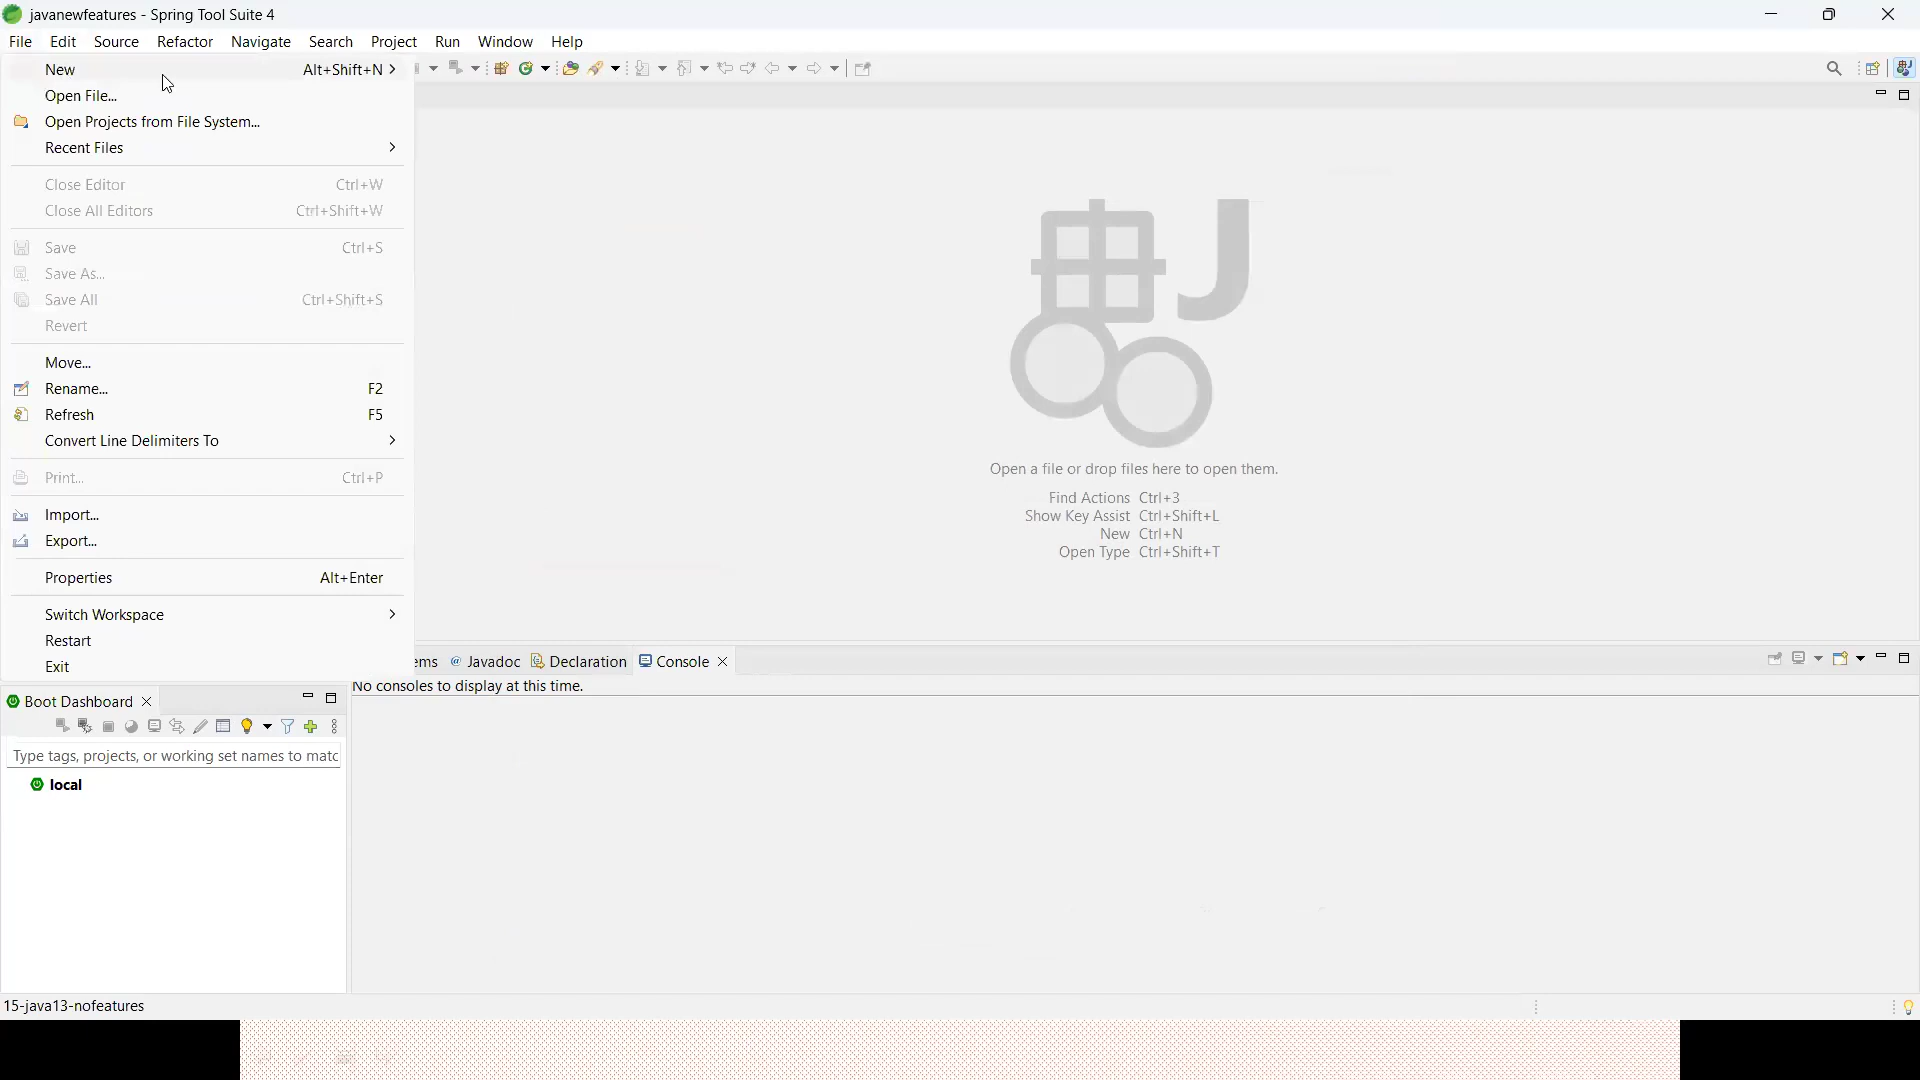 javanewfeatures - Spring Tool Suite 4
File Edit Source Refactor Navigate Search Project Run Window Help
New Alt+Shift+N
Open File...
Open Projects from File System...
Recent Files
Close Editor Ctrl+W
Close All Editors Ctrl+Shift+W
Save Ctrl+S
Save As...
Save All Ctrl+Shift+S
Revert
Move...
Rename... F2
Refresh F5
Convert Line Delimiters To
Print... Ctrl+P
Import...
Export...
Properties Alt+Enter
Switch Workspace
Restart
Exit
Open a file or drop files here to open them.
Find Actions Ctrl+3
Show Key Assist Ctrl+Shift+L
New Ctrl+N
Open Type Ctrl+Shift+T
ems @ Javadoc Declaration Console
No consoles to display at this time.
Boot Dashboard
Type tags, projects, or working set names to matc
local
15-java13-nofeatures